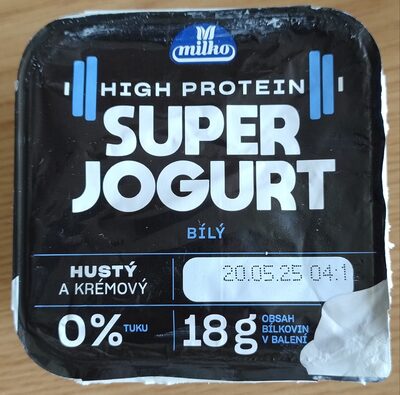 milko
HIGH PROTEIN
SUPER
JOGURT
BÍLÝ
HUSTÝ
A KRÉMOVÝ
20.05.25 04:1
0% TUKU
18g OBSAH
BÍLKOVIN
V BALENÍ